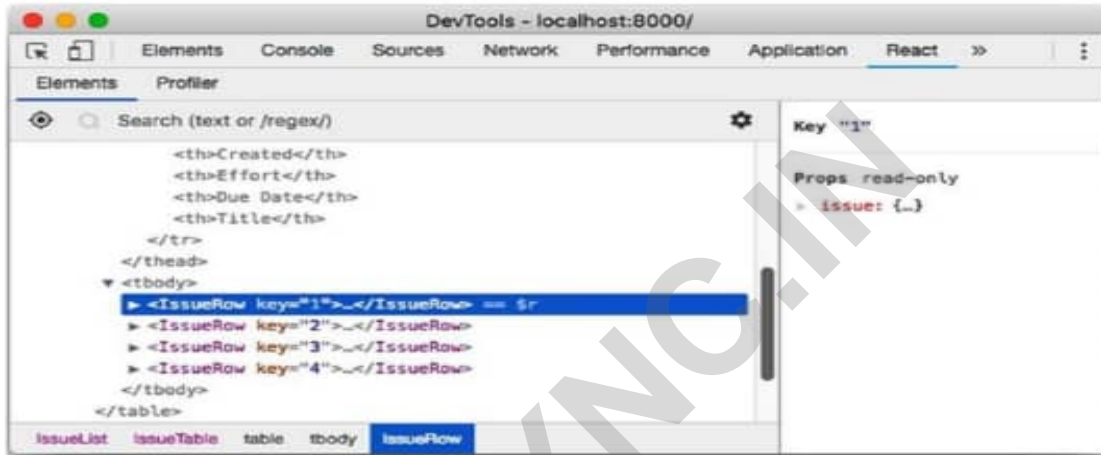 DevTools - localhost:8000/
Elements Console Sources Network Performance Application React »
Elements Profiler
Search (text or /regex/)
<th>Created</th>
<th>Effort</th>
<th>Due Date</th>
<th>Title</th>
</tr>
</thead>
▼ <tbody>
▶ <IssueRow key="1">…</IssueRow> == $r
▶ <IssueRow key="2">…</IssueRow>
▶ <IssueRow key="3">…</IssueRow>
▶ <IssueRow key="4">…</IssueRow>
</tbody>
</table>
IssueList IssueTable table tbody IssueRow
Key "1"
Props read-only
issue: {…}
YNC.IN